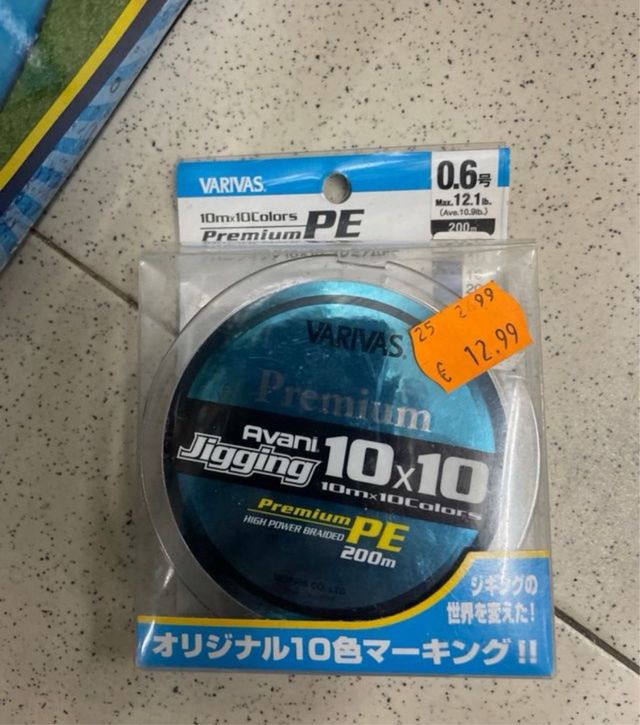 VARIVAS
10m×10Colors
Premium PE
0.6号
Max.12.1lb.
(Ave.10.9lb.)
200m
VARIVAS
25
€ 12.99
Premium
Avani
Jigging 10×10
10m×10Colors
Premium PE
HIGH POWER BRAIDED
200m
ジギングの
世界を変えた!
オリジナル10色マーキング!!